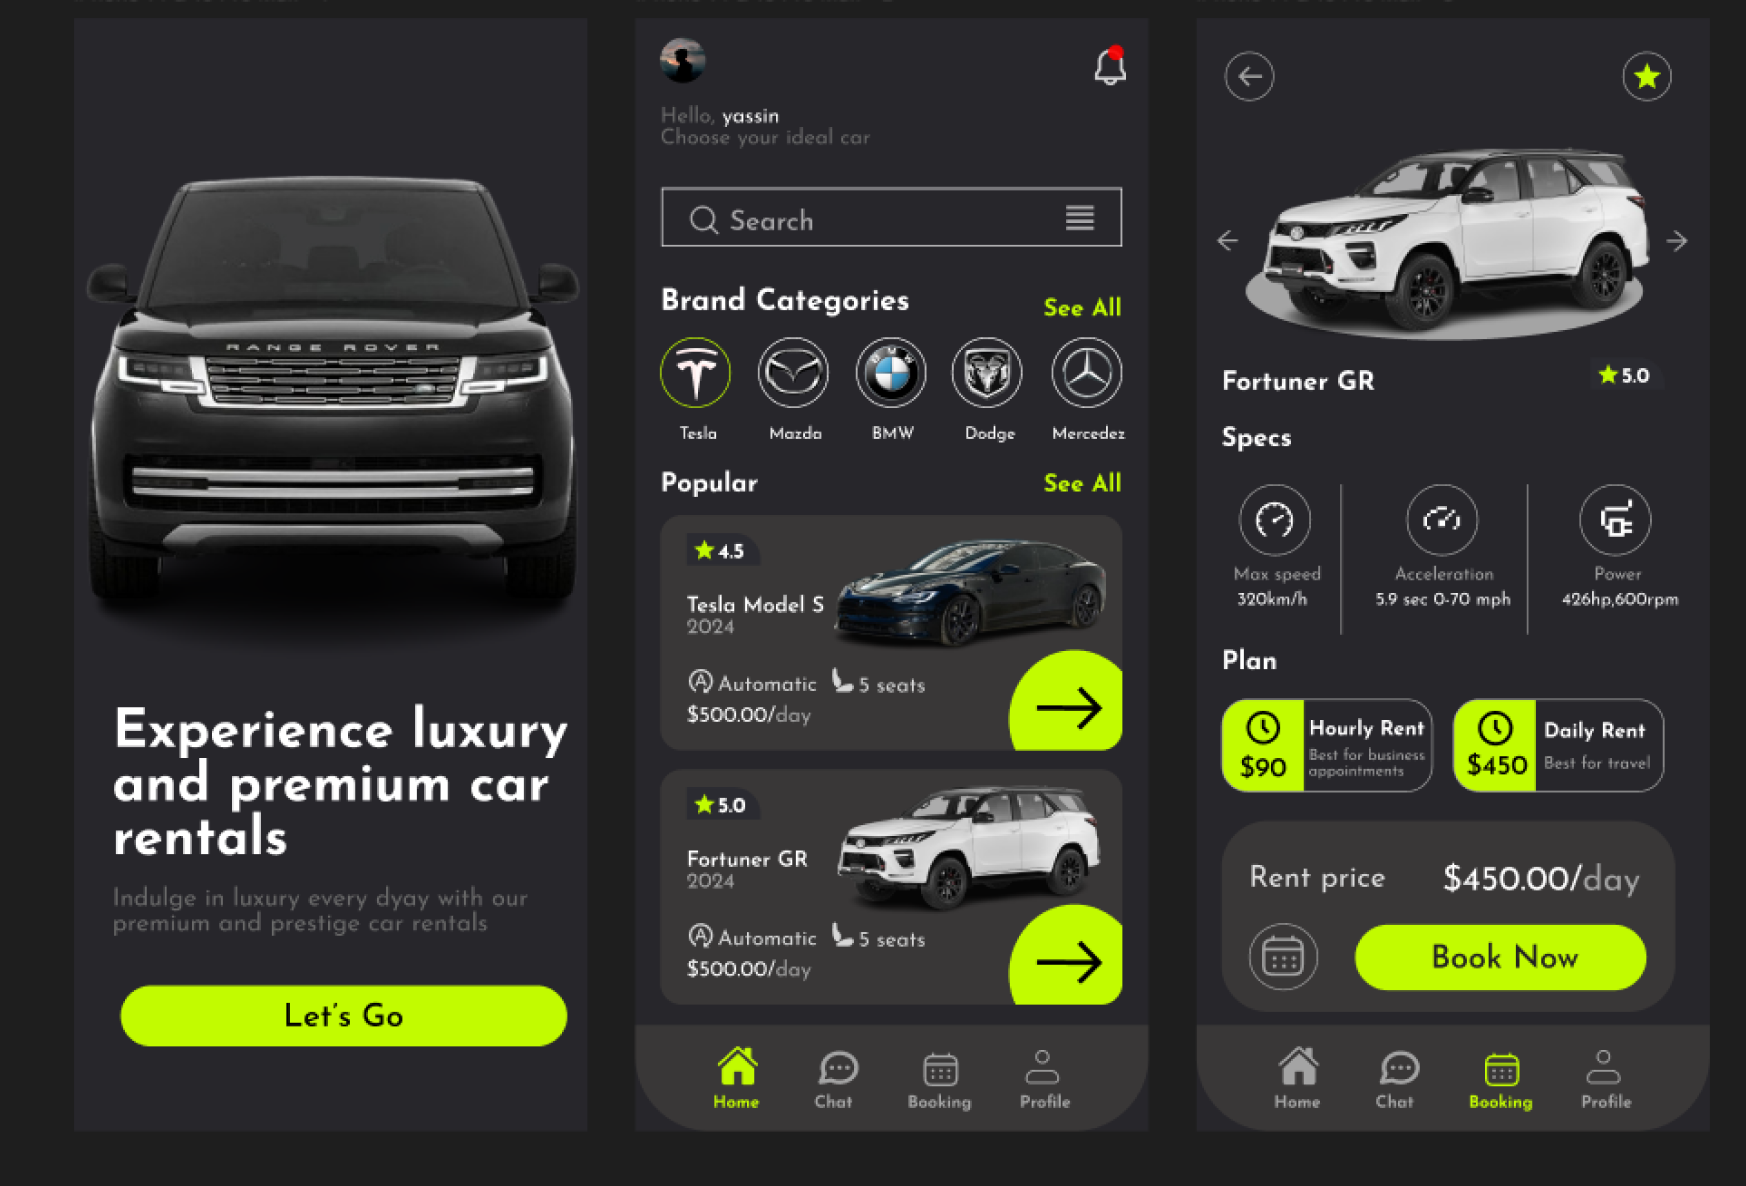 RANGE ROVER
Experience luxury
and premium car
rentals
Indulge in luxury every dyay with our
premium and prestige car rentals
Let's Go
Hello, yassin
Choose your ideal car
Search
Brand Categories
See All
Tesla
Mazda
BMW
Dodge
Mercedez
Popular
See All
4.5
Tesla Model S
2024
Automatic
5 seats
$500.00/day
5.0
Fortuner GR
2024
Automatic
5 seats
$500.00/day
Home
Chat
Booking
Profile
Fortuner GR
5.0
Specs
Max speed
320km/h
Acceleration
5.9 sec 0-70 mph
Power
426hp,600rpm
Plan
$90
Hourly Rent
Best for business
appointments
$450
Daily Rent
Best for travel
Rent price
$450.00/day
Book Now
Home
Chat
Booking
Profile